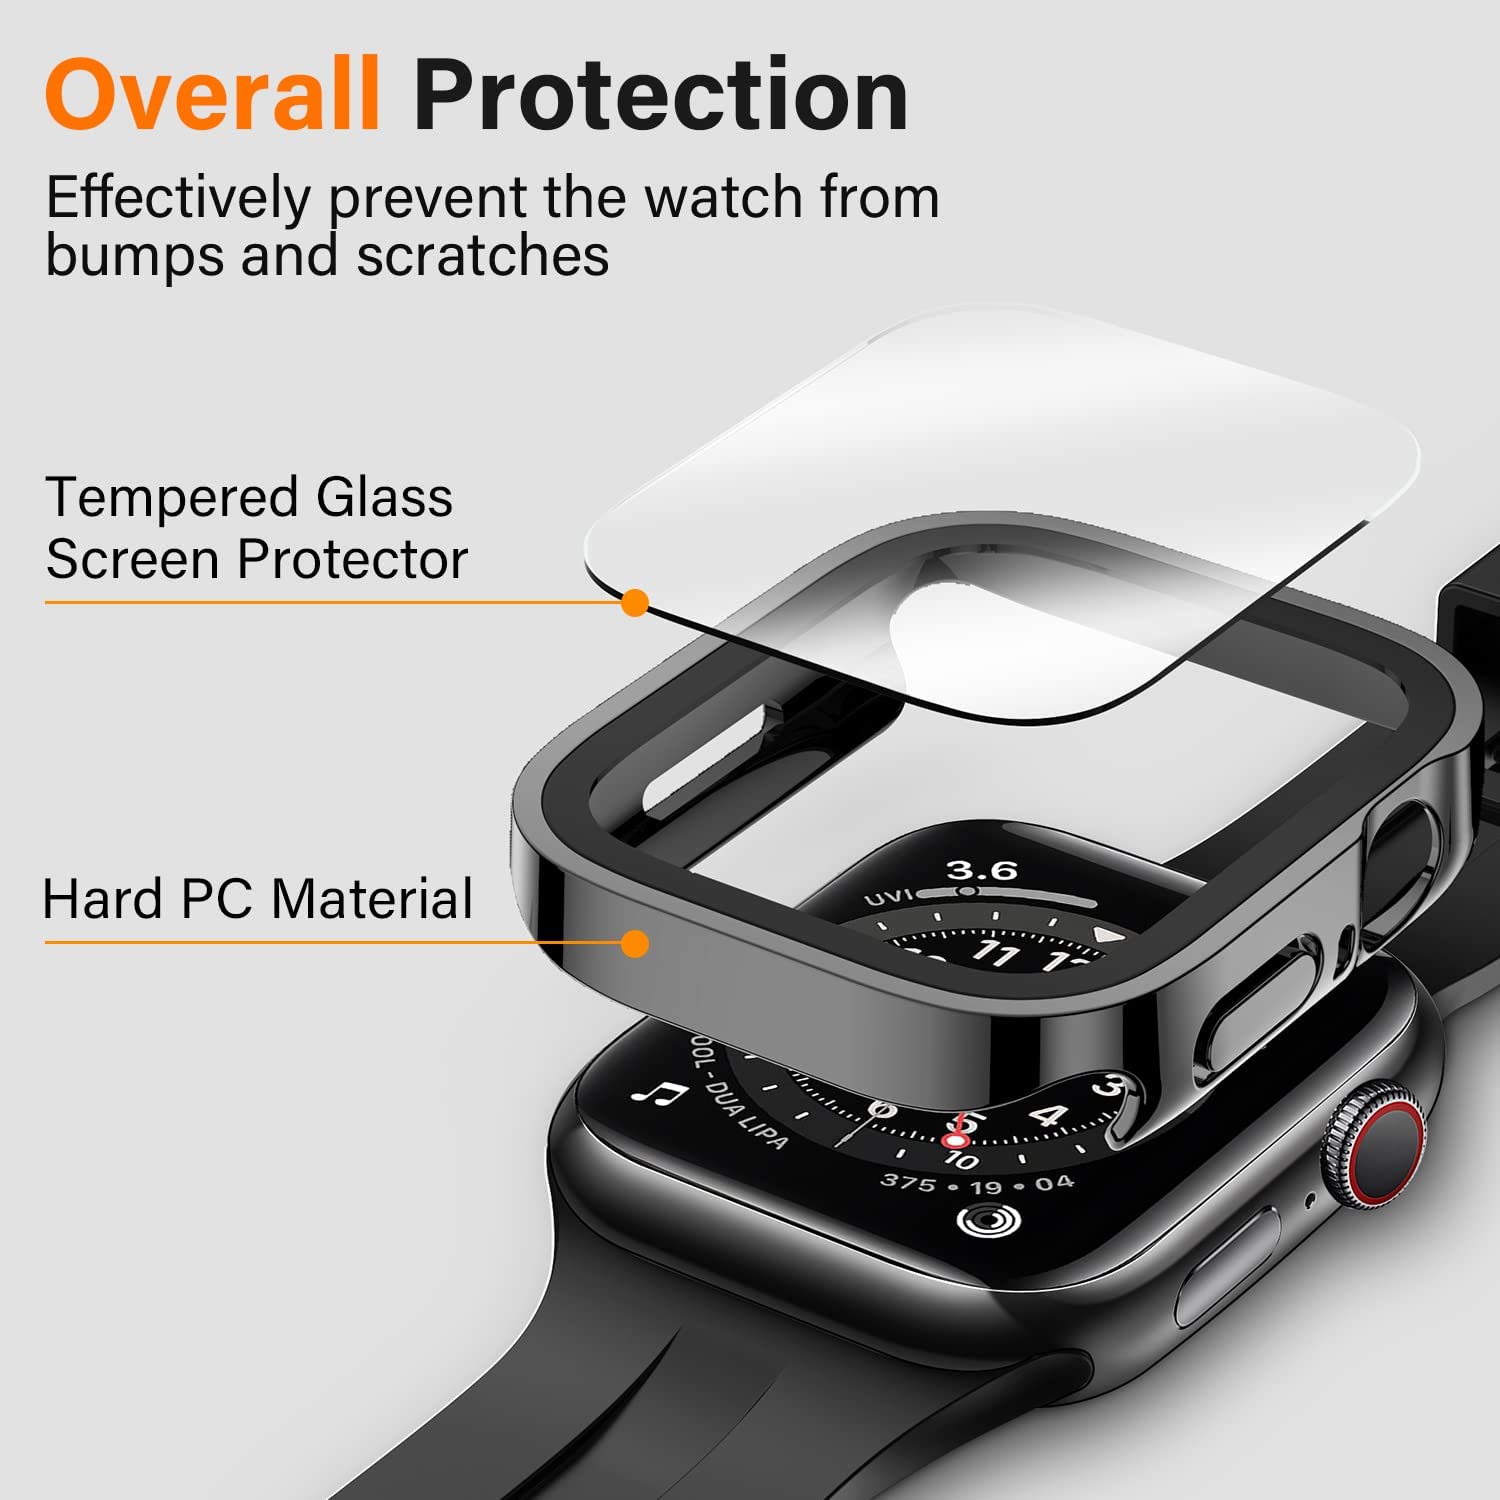 Overall Protection
Effectively prevent the watch from
bumps and scratches
Tempered Glass
Screen Protector
Hard PC Material
3.6
UVI
11
6 5 4 3
10
DUA LIPA
375 • 19 • 04